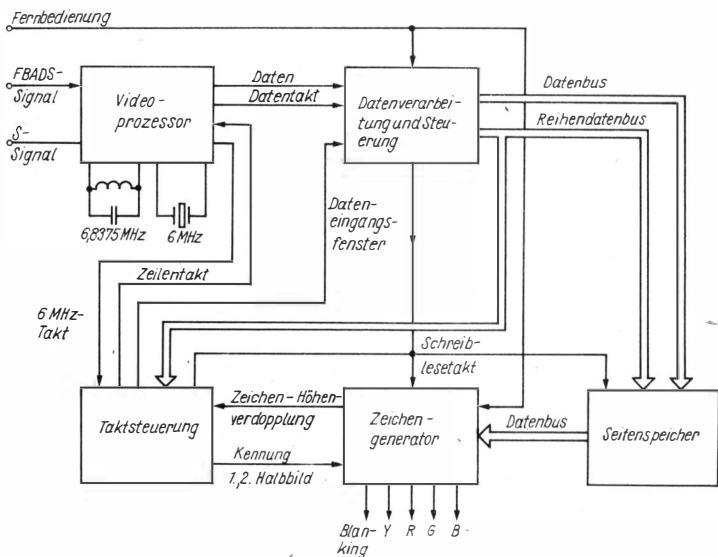 Fernbedienung
FBADS-
Signal
S-
Signal
Video-
prozessor
Daten
Datentakt
Datenverarbei-
tung und Steu-
erung
Datenbus
Reihendatenbus
6,8375 MHz
6 MHz
Daten-
eingangs-
fenster
Zeilentakt
6 MHz-
Takt
Schreib-
lesetakt
Taktsteuerung
Zeichen-Höhen-
verdopplung
Kennung
1., 2. Halbbild
Zeichen-
generator
Datenbus
Seitenspeicher
Blan-
king
Y
R
G
B